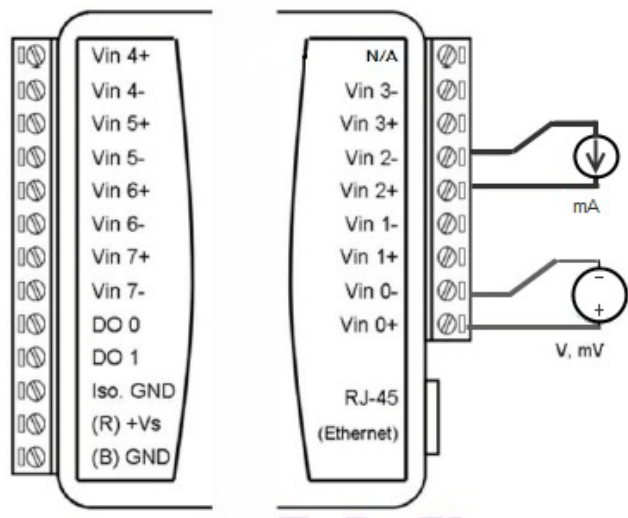 Vin 4+
Vin 4-
Vin 5+
Vin 5-
Vin 6+
Vin 6-
Vin 7+
Vin 7-
DO 0
DO 1
Iso. GND
(R) +Vs
(B) GND
N/A
Vin 3-
Vin 3+
Vin 2-
Vin 2+
Vin 1-
Vin 1+
Vin 0-
Vin 0+
RJ-45
(Ethernet)
mA
-
+
V, mV